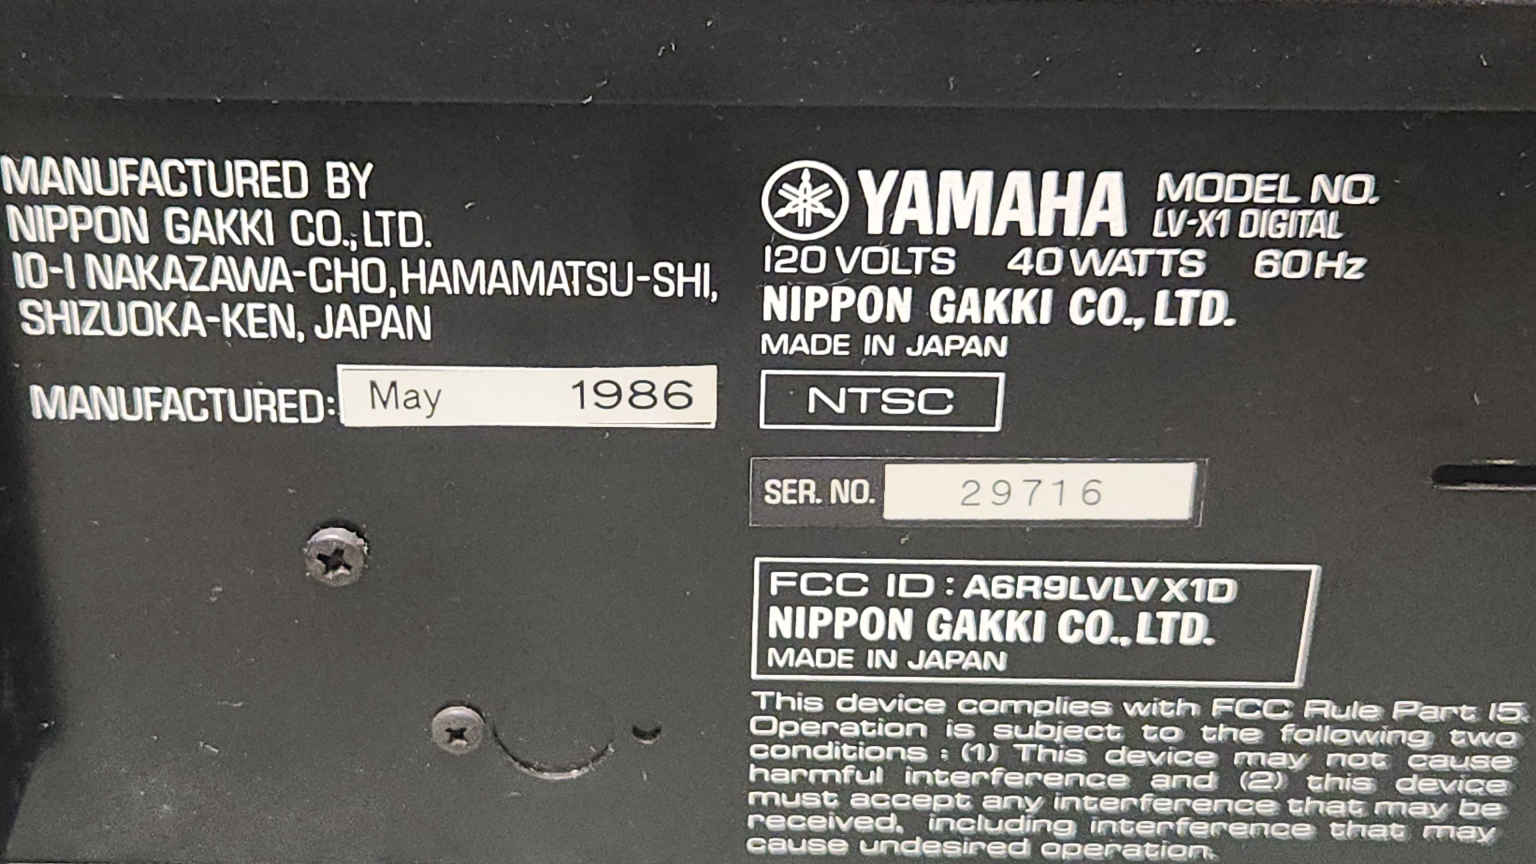 MANUFACTURED BY
NIPPON GAKKI CO., LTD.
10-1 NAKAZAWA-CHO, HAMAMATSU-SHI,
SHIZUOKA-KEN, JAPAN
MANUFACTURED: May 1986
YAMAHA MODEL NO.
LV-X1 DIGITAL
120 VOLTS 40 WATTS 60Hz
NIPPON GAKKI CO., LTD.
MADE IN JAPAN
NTSC
SER. NO. 29716
FCC ID : A6R9LVLVX1D
NIPPON GAKKI CO., LTD.
MADE IN JAPAN
This device complies with FCC Rule Part 15.
Operation is subject to the following two
conditions : (1) This device may not cause
harmful interference and (2) this device
must accept any interference that may be
received, including interference that may
cause undesired operation.